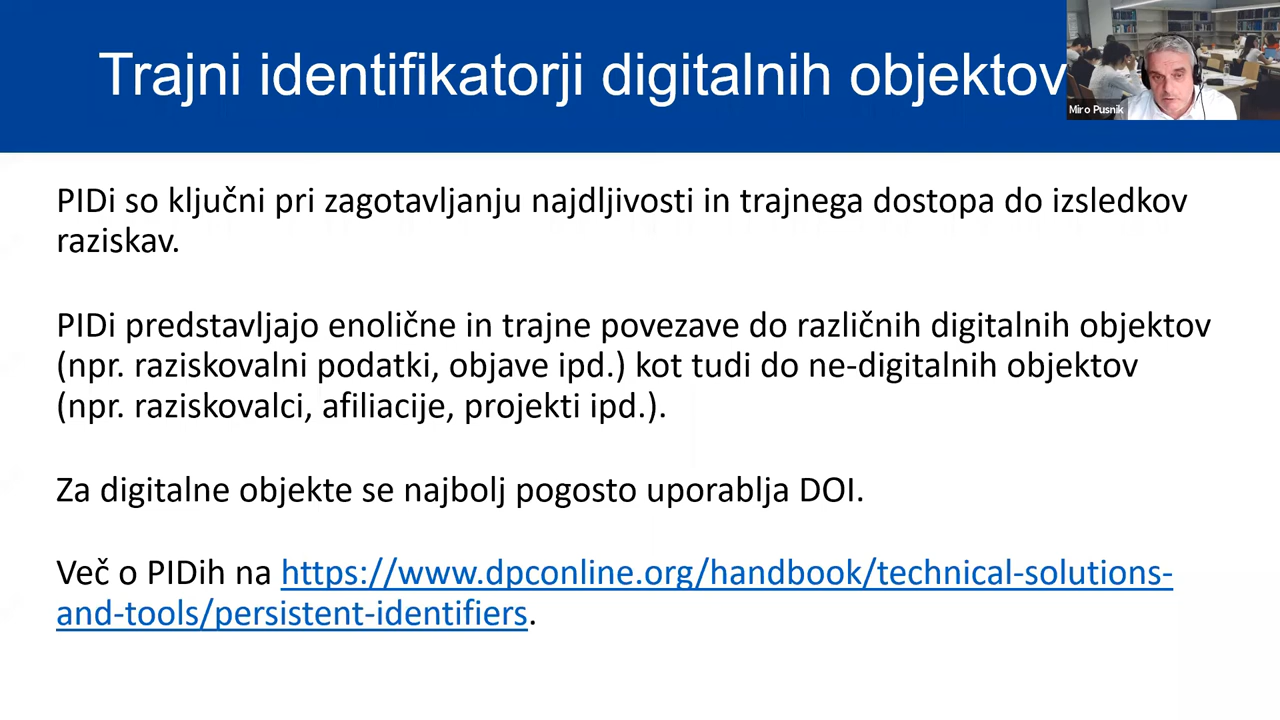 Trajni identifikatorji digitalnih objektov
Miro Pusnik
PIDi so ključni pri zagotavljanju najdljivosti in trajnega dostopa do izsledkov
raziskav.
PIDi predstavljajo enolične in trajne povezave do različnih digitalnih objektov
(npr. raziskovalni podatki, objave ipd.) kot tudi do ne-digitalnih objektov
(npr. raziskovalci, afiliacije, projekti ipd.).
Za digitalne objekte se najbolj pogosto uporablja DOI.
Več o PIDih na https://www.dpconline.org/handbook/technical-solutions-
and-tools/persistent-identifiers.